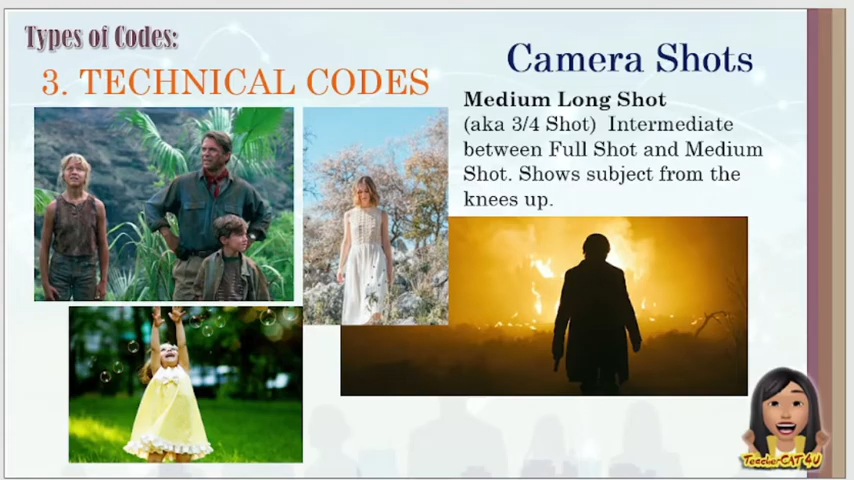 Types of Codes:
3. TECHNICAL CODES
Camera Shots
Medium Long Shot
(aka 3/4 Shot) Intermediate
between Full Shot and Medium
Shot. Shows subject from the
knees up.
TeacherCAT4U